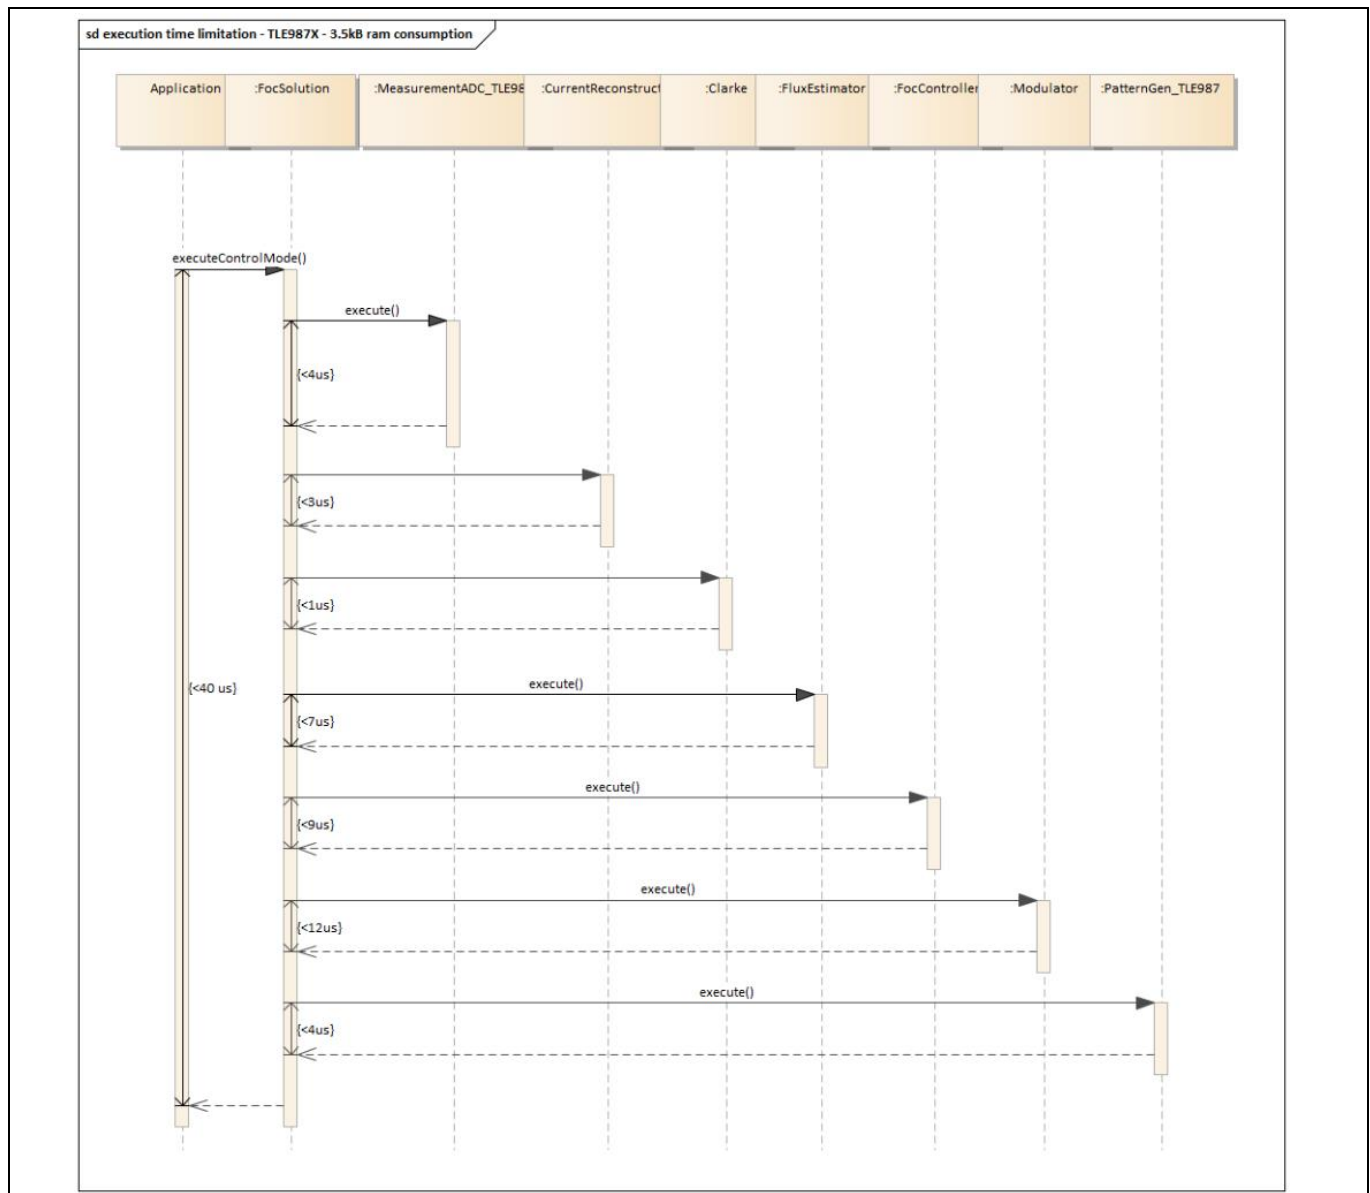 sd execution time limitation - TLE987X - 3.5kB ram consumption
Application
:FocSolution
:MeasurementADC_TLE98
:CurrentReconstruct
:Clarke
:FluxEstimator
:FocController
:Modulator
:PatternGen_TLE987
executeControlMode()
execute()
{<4us}
{<3us}
{<1us}
execute()
{<40 us}
{<7us}
execute()
{<9us}
execute()
{<12us}
execute()
{<4us}